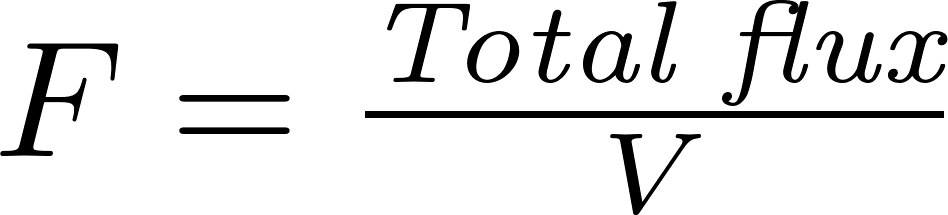 F = Total flux
V